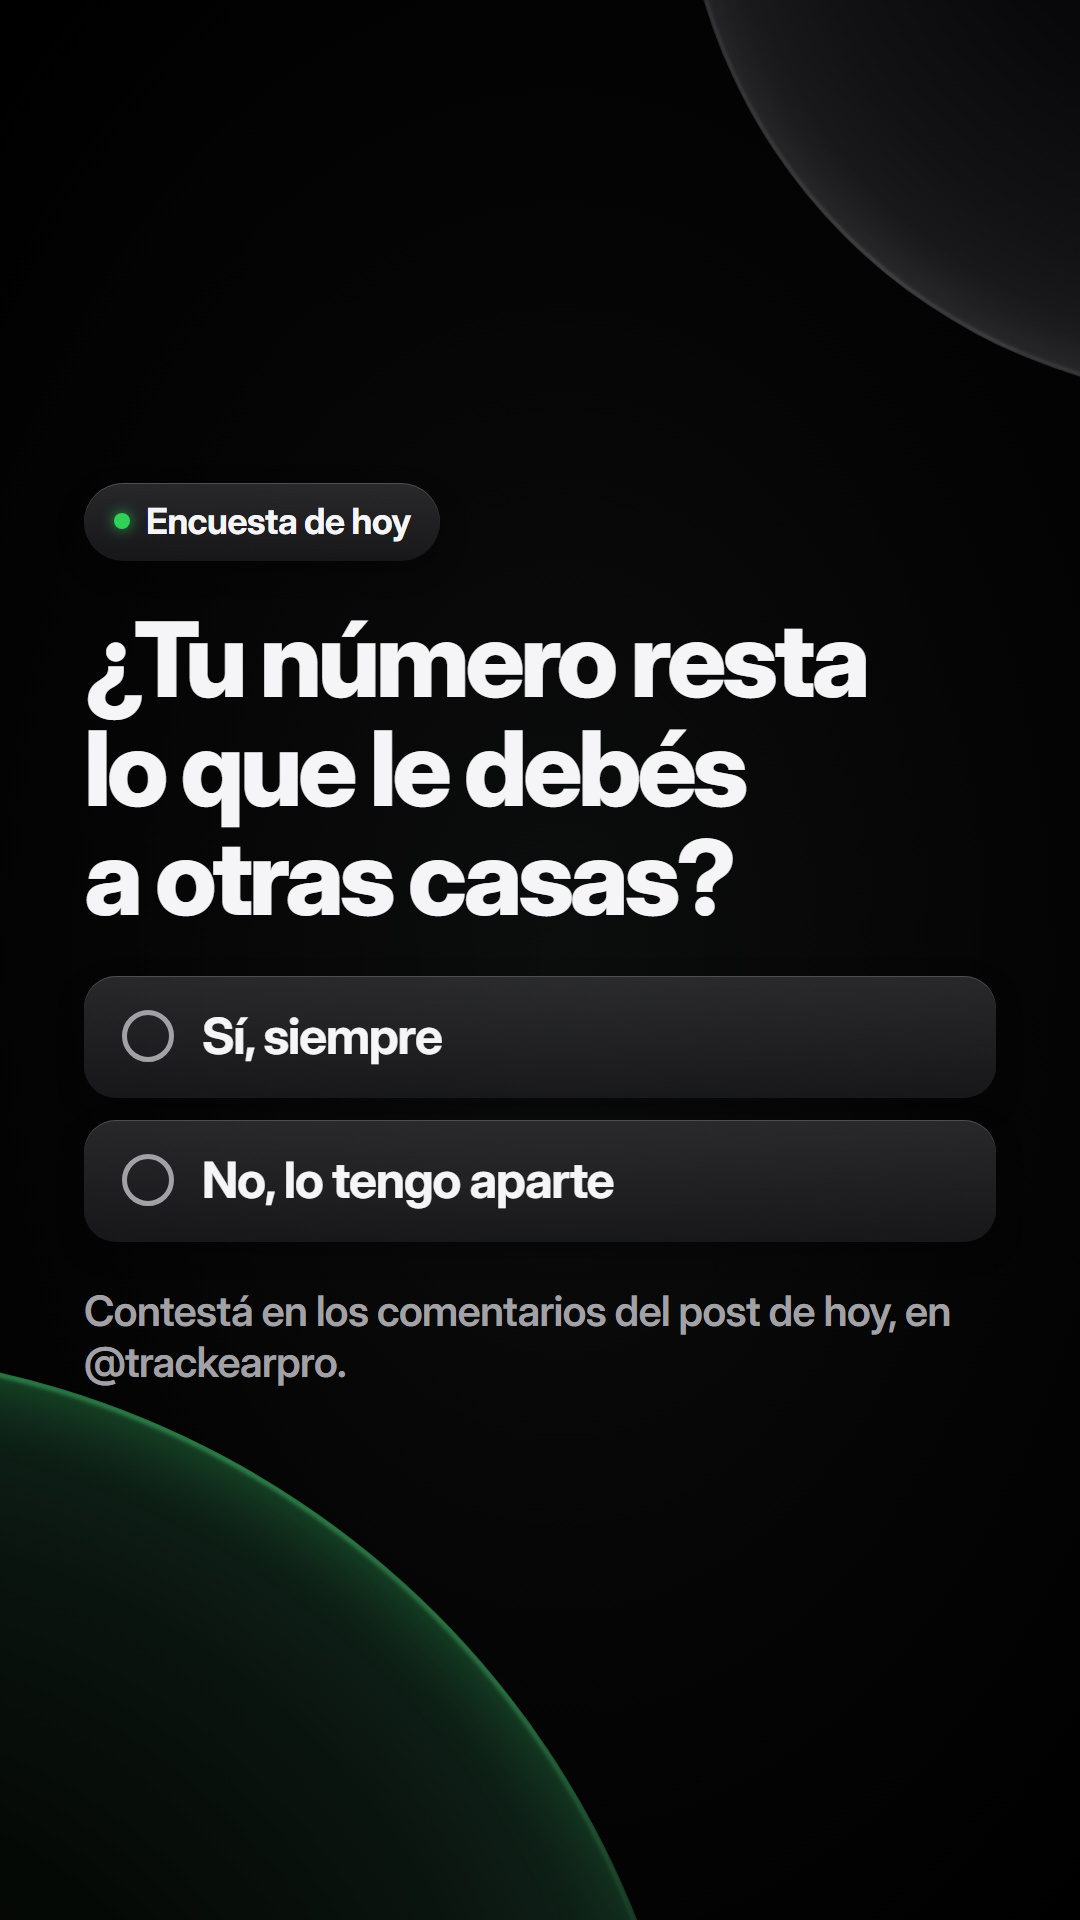 Encuesta de hoy
¿Tu número resta
lo que le debés
a otras casas?
Sí, siempre
No, lo tengo aparte
Contestá en los comentarios del post de hoy, en
@trackearpro.